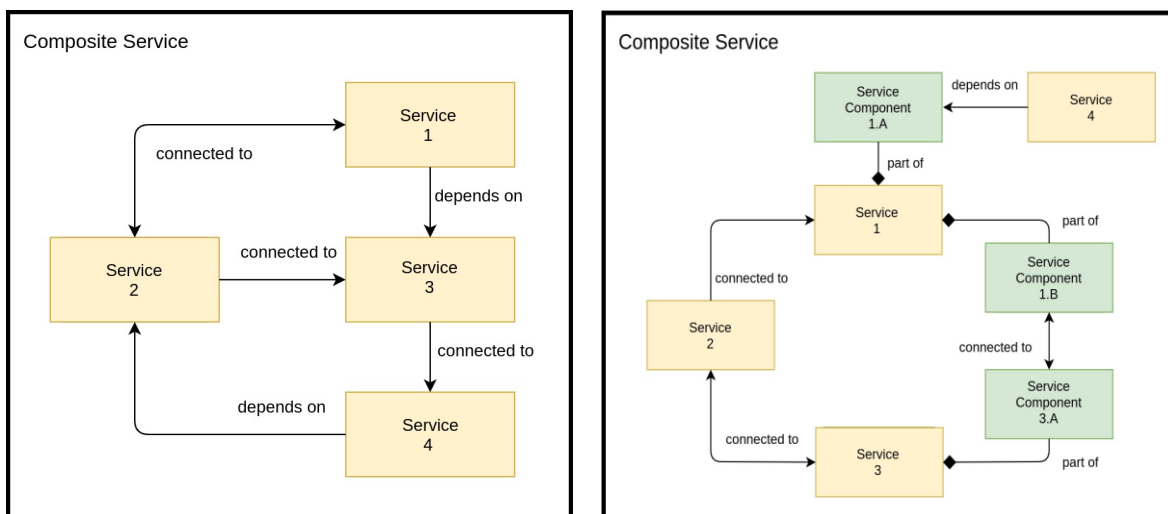 Composite Service
Service
1
connected to
depends on
Service
2
connected to
Service
3
connected to
depends on
Service
4
Composite Service
Service
Component
1.A
depends on
Service
4
part of
Service
1
part of
Service
Component
1.B
connected to
Service
2
connected to
Service
Component
3.A
connected to
Service
3
part of